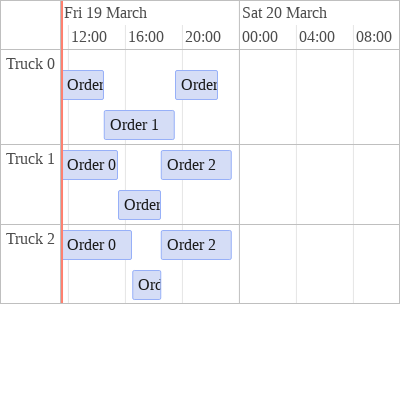 Fri 19 March Sat 20 March
12:00 16:00 20:00 00:00 04:00 08:00
Truck 0
Order Order
Order 1
Truck 1
Order 0 Order 2
Order
Truck 2
Order 0 Order 2
Ord